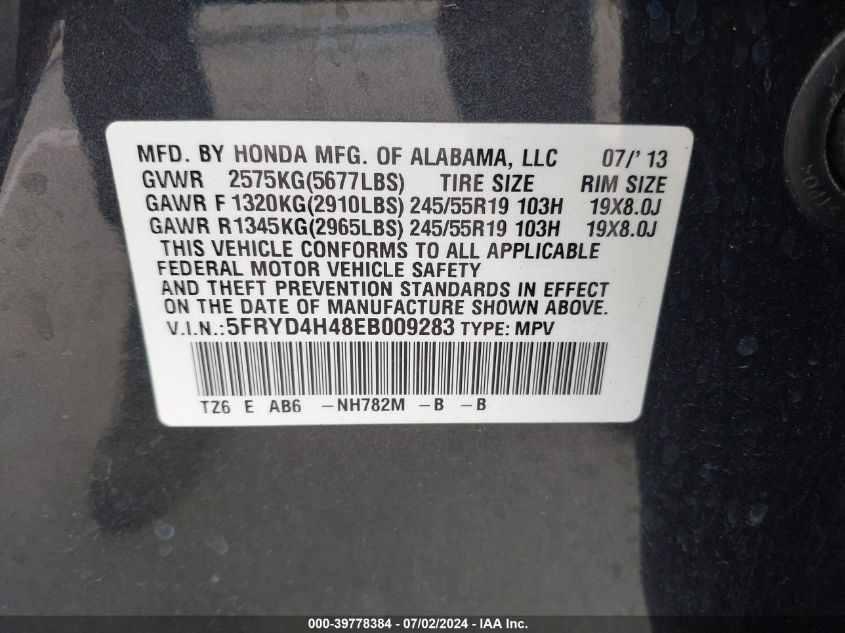 MFD. BY HONDA MFG. OF ALABAMA, LLC 07/'13
GVWR 2575KG(5677LBS) TIRE SIZE RIM SIZE
GAWR F 1320KG(2910LBS) 245/55R19 103H 19X8.0J
GAWR R 1345KG(2965LBS) 245/55R19 103H 19X8.0J
THIS VEHICLE CONFORMS TO ALL APPLICABLE
FEDERAL MOTOR VEHICLE SAFETY
AND THEFT PREVENTION STANDARDS IN EFFECT
ON THE DATE OF MANUFACTURE SHOWN ABOVE.
V.I.N.: 5FRYD4H48EB009283 TYPE: MPV
TZ6 E AB6 -NH782M -B -B
000-39778384 - 07/02/2024 - IAA Inc.